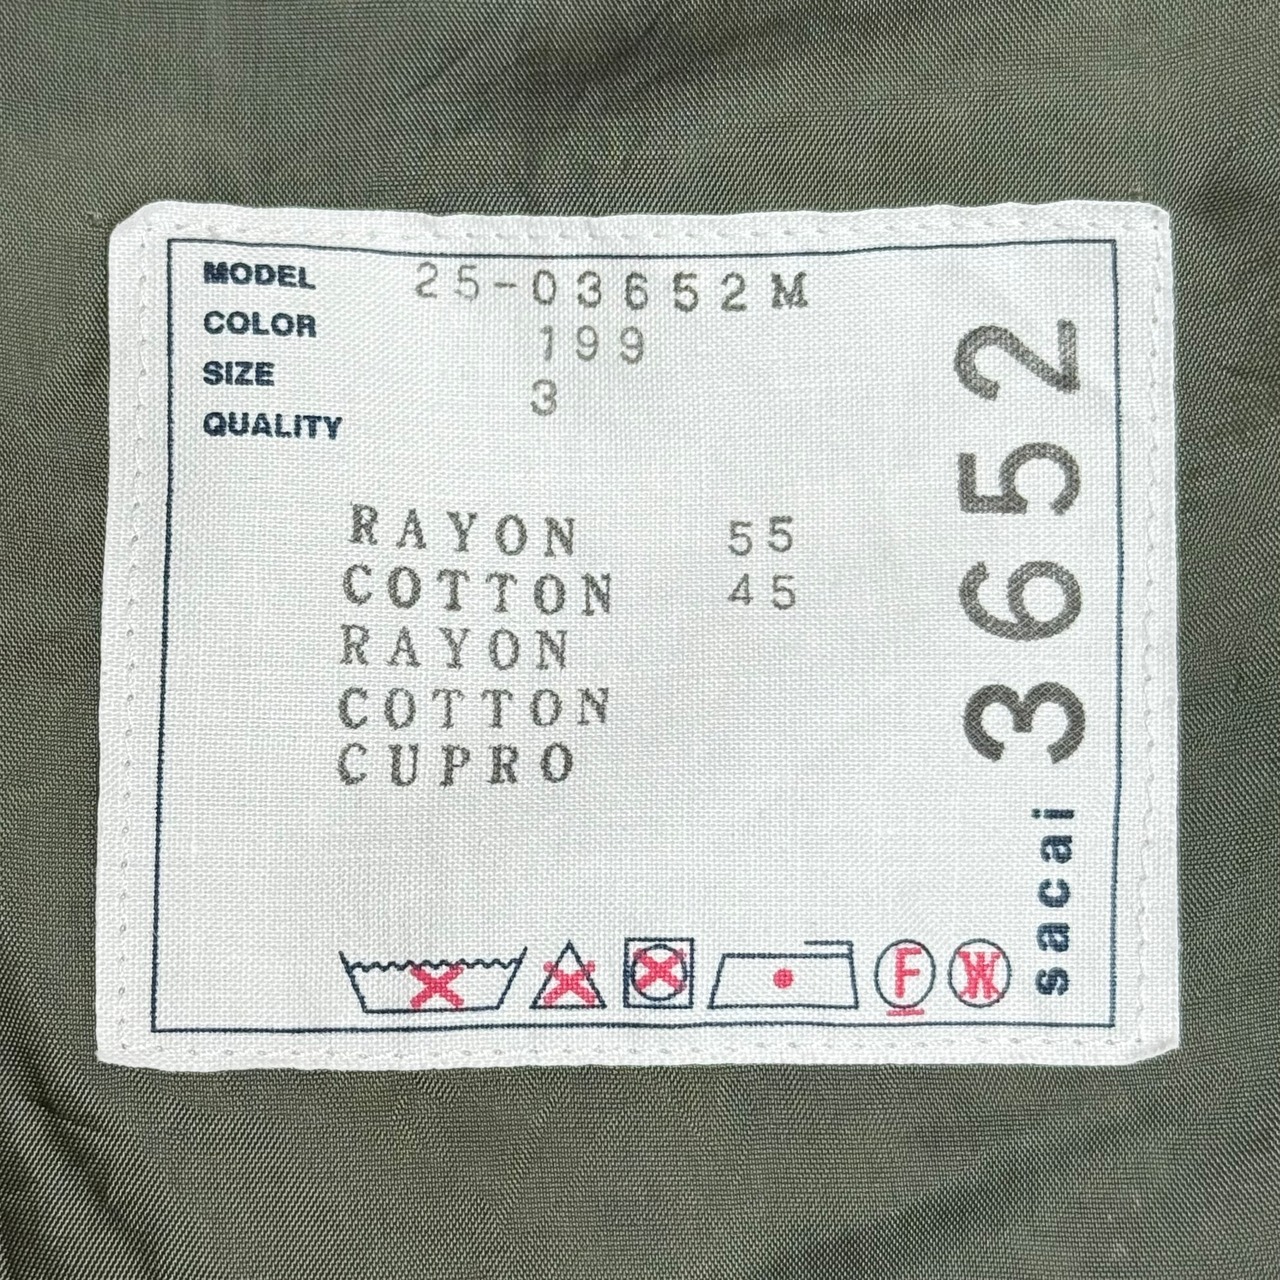 MODEL 25-03652M
COLOR 199
SIZE 3
QUALITY
RAYON 55
COTTON 45
RAYON
COTTON
CUPRO
F
W
sacai 3652